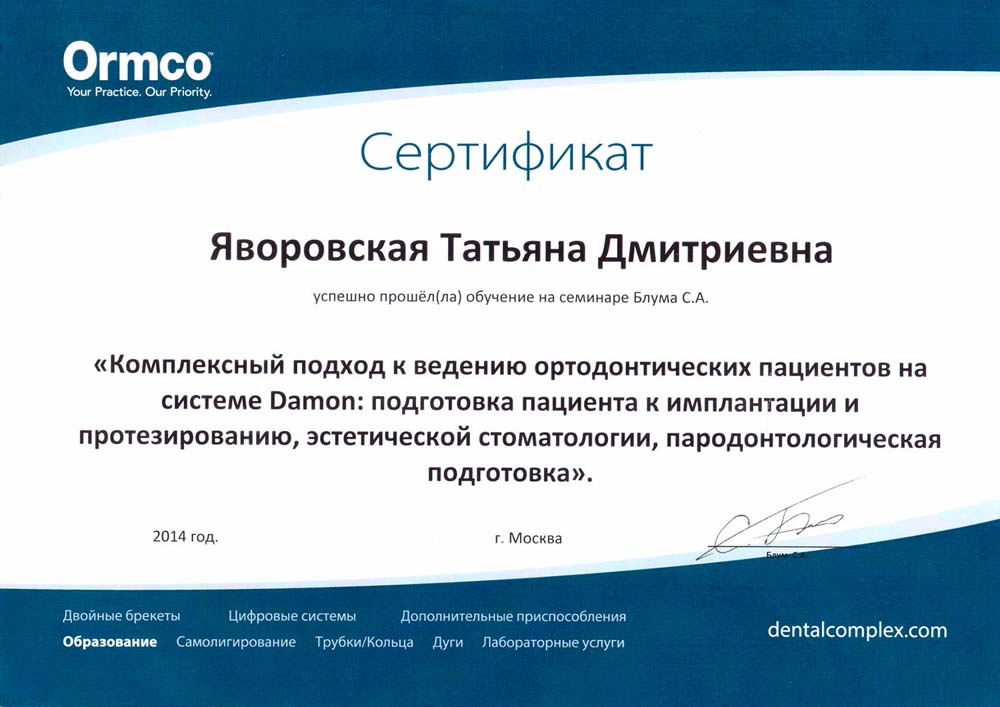 Ormco™
Your Practice. Our Priority.
Сертификат
Яворовская Татьяна Дмитриевна
успешно прошёл(ла) обучение на семинаре Блума С.А.
«Комплексный подход к ведению ортодонтических пациентов на
системе Damon: подготовка пациента к имплантации и
протезированию, эстетической стоматологии, пародонтологическая
подготовка».
2014 год.
г. Москва
Блум С.А.
Двойные брекеты Цифровые системы Дополнительные приспособления
Образование Самолигирование Трубки/Кольца Дуги Лабораторные услуги
dentalcomplex.com